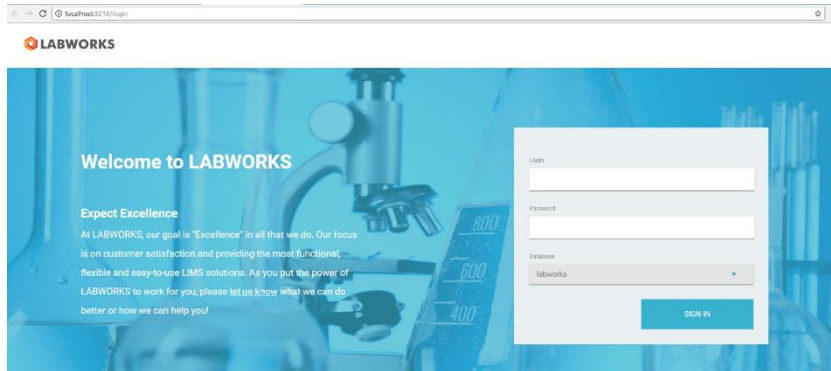 localhost:3214/login
LABWORKS
Welcome to LABWORKS
Expect Excellence
At LABWORKS, our goal is "Excellence" in all that we do. Our focus
is on customer satisfaction and providing the most functional,
flexible and easy-to-use LIMS solutions. As you put the power of
LABWORKS to work for you, please let us know what we can do
better or how we can help you!
800
600
400
Login
Password
Database
labworks
SIGN IN